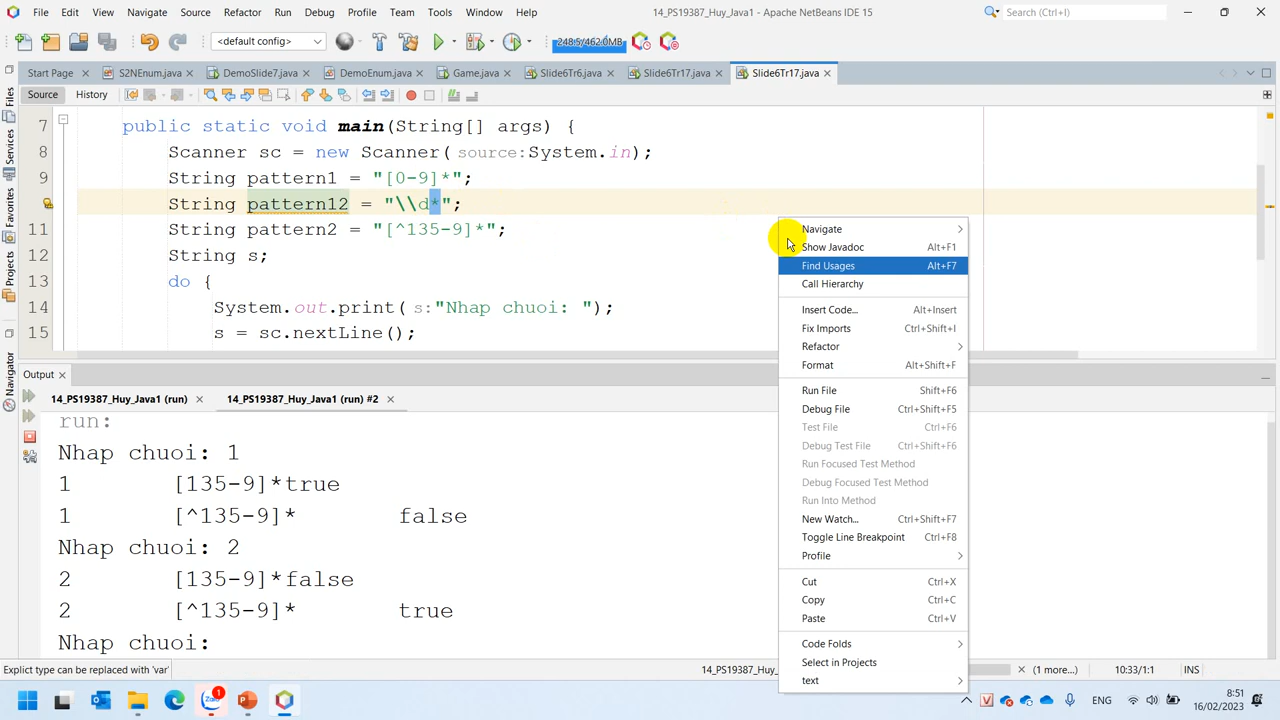 File Edit View Navigate Source Refactor Run Debug Profile Team Tools Window Help 14_PS19387_Huy_Java1 - Apache NetBeans IDE 15 Search (Ctrl+I)
<default config> 248.5/462.0MB
Start Page S2NEnum.java DemoSlide7.java DemoEnum.java Game.java Slide6Tr6.java Slide6Tr17.java Slide6Tr17.java
Source History
7 public static void main(String[] args) {
8 Scanner sc = new Scanner( source: System.in);
9 String pattern1 = "[0-9]*";
String pattern12 = "\\d*";
11 String pattern2 = "[^135-9]*";
12 String s;
13 do {
14 System.out.print( s: "Nhap chuoi: ");
15 s = sc.nextLine();
Files
Services
Favorites
Projects
Navigator
Navigate
Show Javadoc Alt+F1
Find Usages Alt+F7
Call Hierarchy
Insert Code... Alt+Insert
Fix Imports Ctrl+Shift+I
Refactor
Format Alt+Shift+F
Run File Shift+F6
Debug File Ctrl+Shift+F5
Test File Ctrl+F6
Debug Test File Ctrl+Shift+F6
Run Focused Test Method
Debug Focused Test Method
Run Into Method
New Watch... Ctrl+Shift+F7
Toggle Line Breakpoint Ctrl+F8
Profile
Cut Ctrl+X
Copy Ctrl+C
Paste Ctrl+V
Code Folds
Select in Projects
text
Output
14_PS19387_Huy_Java1 (run) 14_PS19387_Huy_Java1 (run) #2
run:
Nhap chuoi: 1
1 [135-9]*true
1 [^135-9]* false
Nhap chuoi: 2
2 [135-9]*false
2 [^135-9]* true
Nhap chuoi:
Explict type can be replaced with 'var' 14_PS19387_Huy (1 more...) 10:33/1:1 INS
Zalo 1 ENG 8:51
16/02/2023